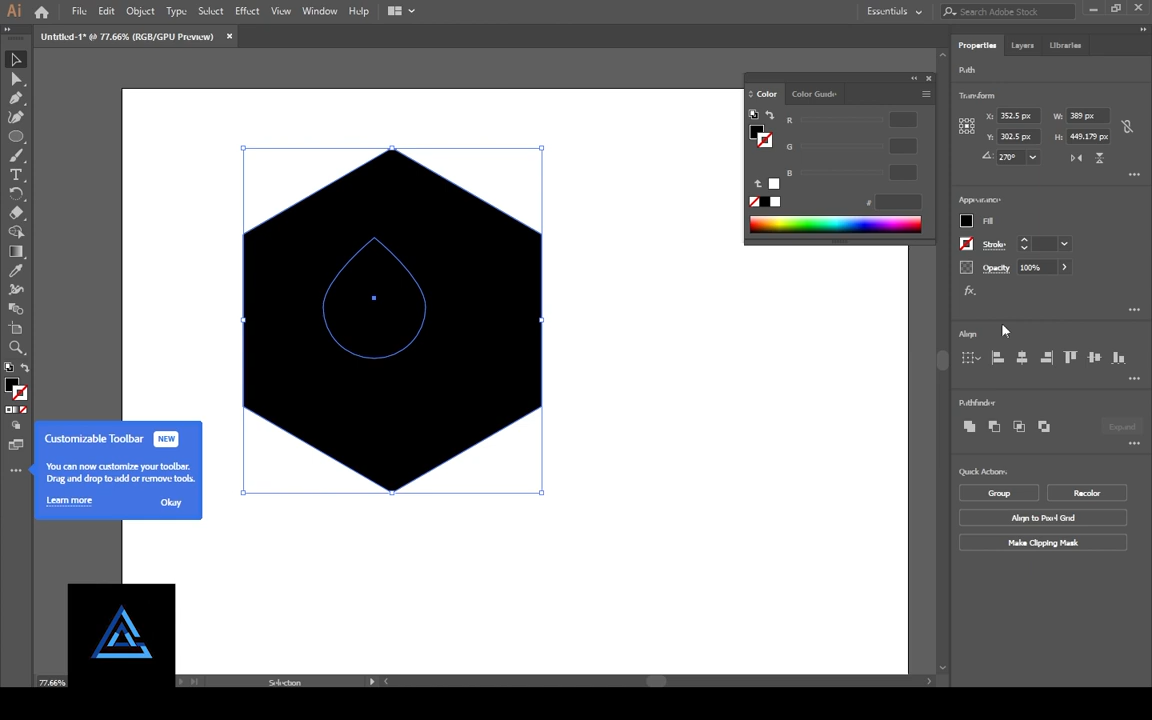 Ai File Edit Object Type Select Effect View Window Help Essentials Search Adobe Stock
Untitled-1* @ 77.66% (RGB/GPU Preview) ×
Properties Layers Libraries
Path
Transform
X: 352.5 px W: 389 px
Y: 302.5 px H: 449.179 px
270°
Appearance
Fill
Stroke
Opacity 100%
fx.
Align
Pathfinder
Expand
Quick Actions
Group Recolor
Align to Pixel Grid
Make Clipping Mask
Color Color Guide
R
G
B
#
Customizable Toolbar NEW
You can now customize your toolbar.
Drag and drop to add or remove tools.
Learn more Okay
77.66% Selection